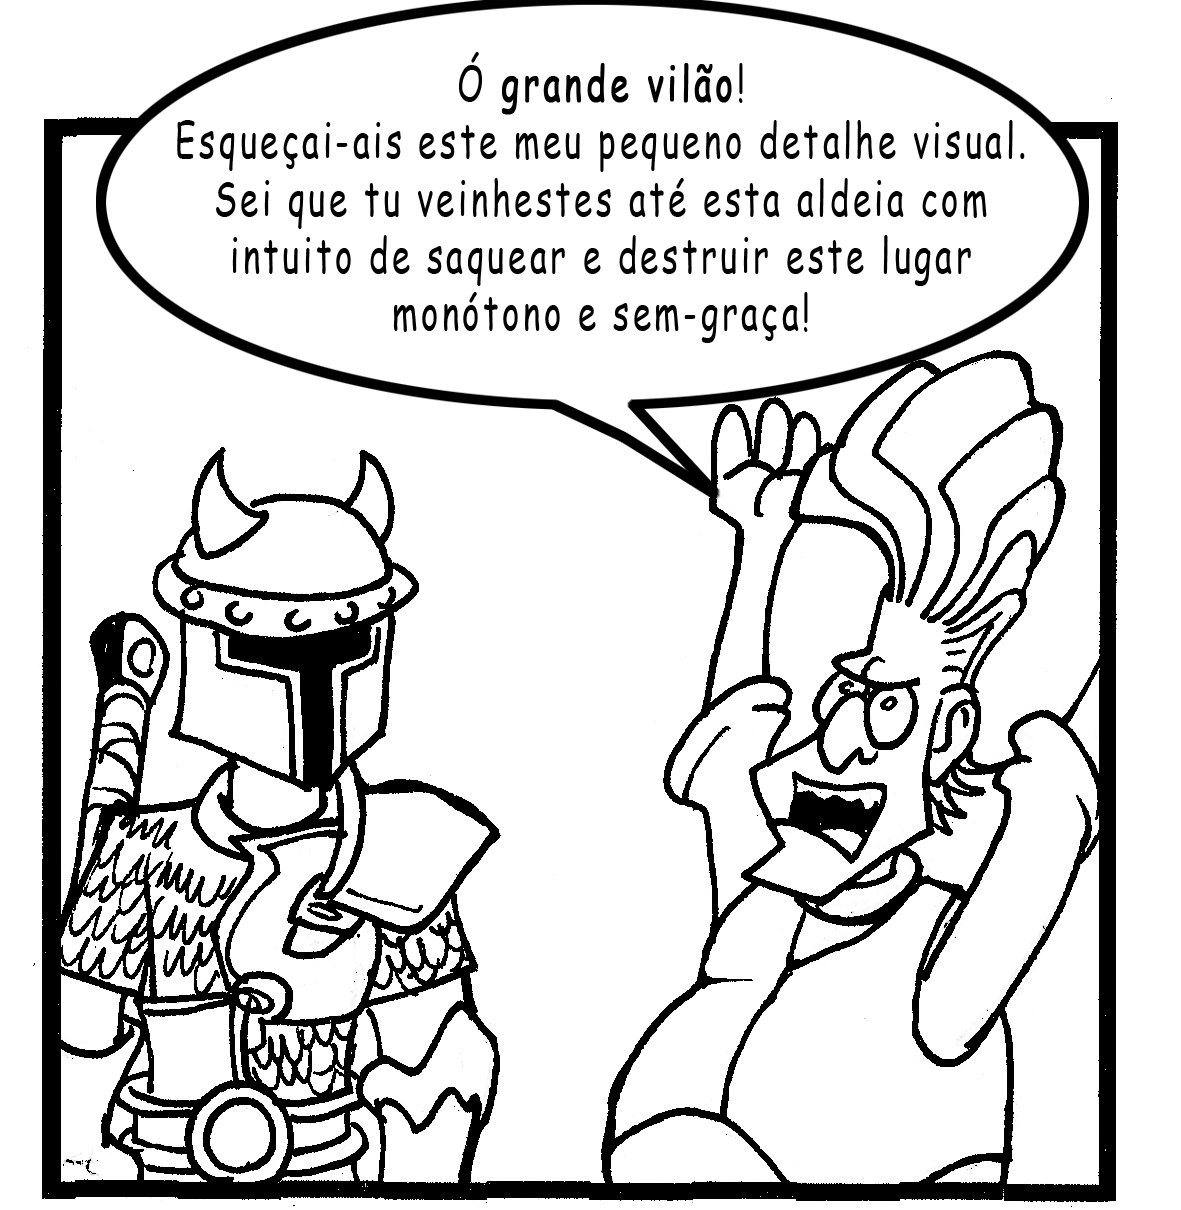 Ó grande vilão!
Esqueçai-ais este meu pequeno detalhe visual.
Sei que tu veinhestes até esta aldeia com
intuito de saquear e destruir este lugar
monótono e sem-graça!